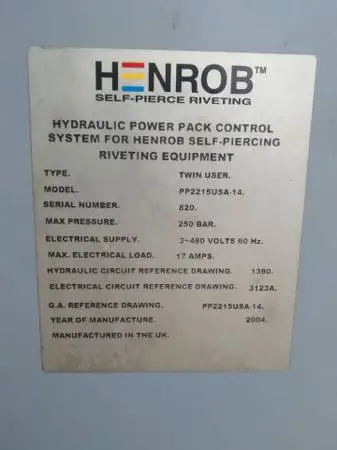 HENROB™
SELF-PIERCE RIVETING
HYDRAULIC POWER PACK CONTROL
SYSTEM FOR HENROB SELF-PIERCING
RIVETING EQUIPMENT
TYPE. TWIN USER.
MODEL. PP2215USA-14.
SERIAL NUMBER. 820.
MAX PRESSURE. 250 BAR.
ELECTRICAL SUPPLY. 3-480 VOLTS 60 Hz.
MAX. ELECTRICAL LOAD. 17 AMPS.
HYDRAULIC CIRCUIT REFERENCE DRAWING. 1390.
ELECTRICAL CIRCUIT REFERENCE DRAWING. 3123A.
G.A. REFERENCE DRAWING. PP2215USA-14.
YEAR OF MANUFACTURE. 2004.
MANUFACTURED IN THE UK.